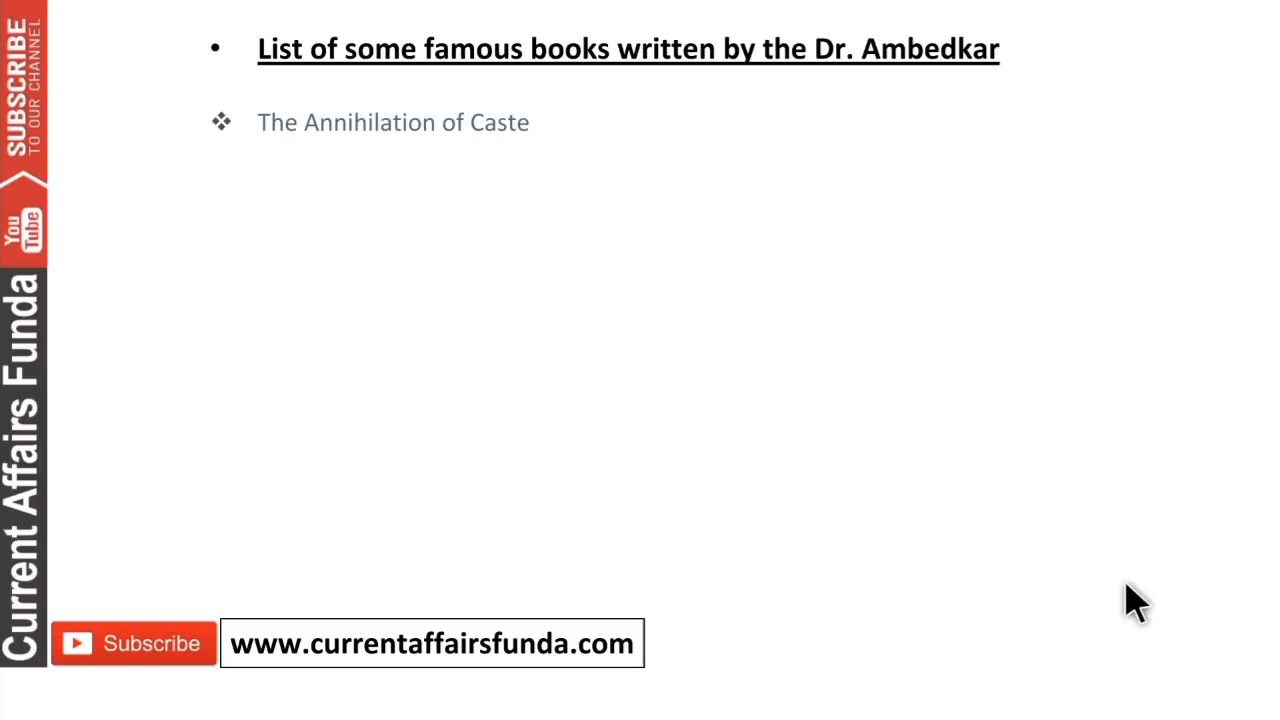 • List of some famous books written by the Dr. Ambedkar
❖ The Annihilation of Caste
SUBSCRIBE
TO OUR CHANNEL
You
Tube
Current Affairs Funda
Subscribe
www.currentaffairsfunda.com